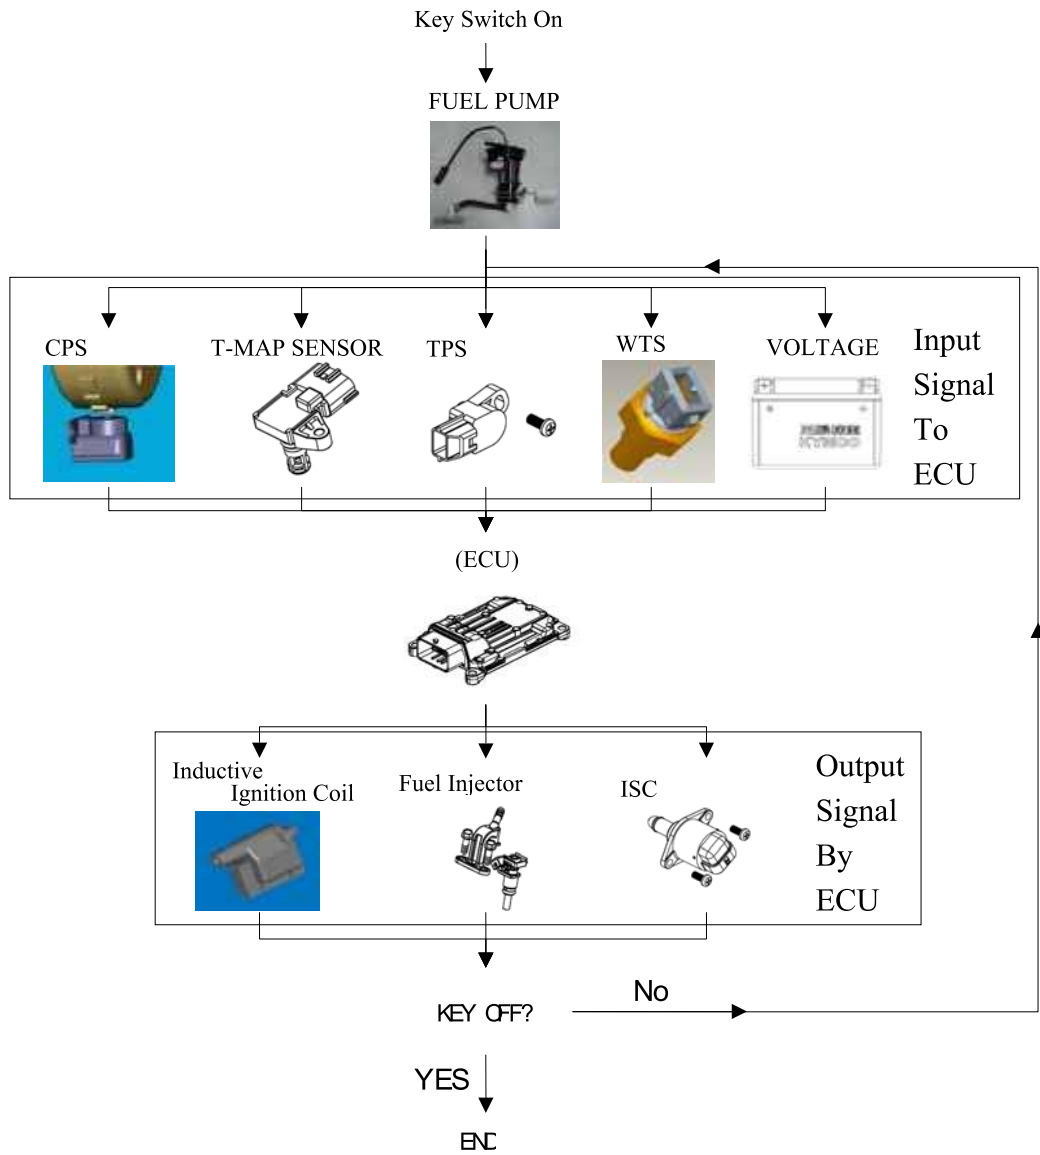 Key Switch On
FUEL PUMP
CPS
T-MAP SENSOR
TPS
WTS
VOLTAGE
Input
Signal
To
ECU
KYMCO
(ECU)
Inductive
Ignition Coil
Fuel Injector
ISC
Output
Signal
By
ECU
KEY OFF?
No
YES
END